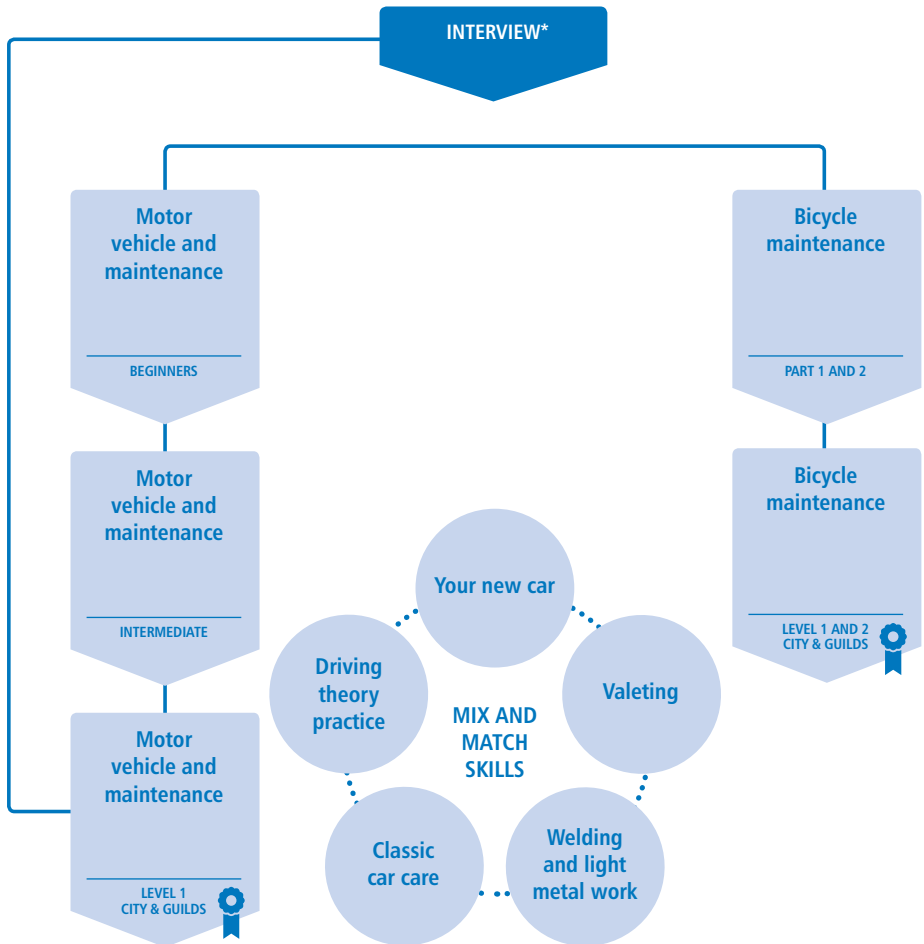 INTERVIEW*
Motor
vehicle and
maintenance
BEGINNERS
Bicycle
maintenance
PART 1 AND 2
Motor
vehicle and
maintenance
INTERMEDIATE
Bicycle
maintenance
LEVEL 1 AND 2
CITY & GUILDS
Motor
vehicle and
maintenance
LEVEL 1
CITY & GUILDS
Your new car
Driving
theory
practice
Valeting
MIX AND
MATCH
SKILLS
Classic
car care
Welding
and light
metal work